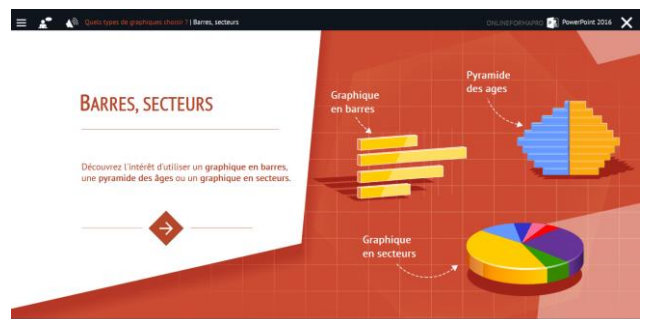 Quels types de graphiques choisir ? | Barres, secteurs
ONLINEFORMAPRO PowerPoint 2016
BARRES, SECTEURS
Découvrez l'intérêt d'utiliser un graphique en barres,
une pyramide des âges ou un graphique en secteurs.
Graphique
en barres
Pyramide
des ages
Graphique
en secteurs